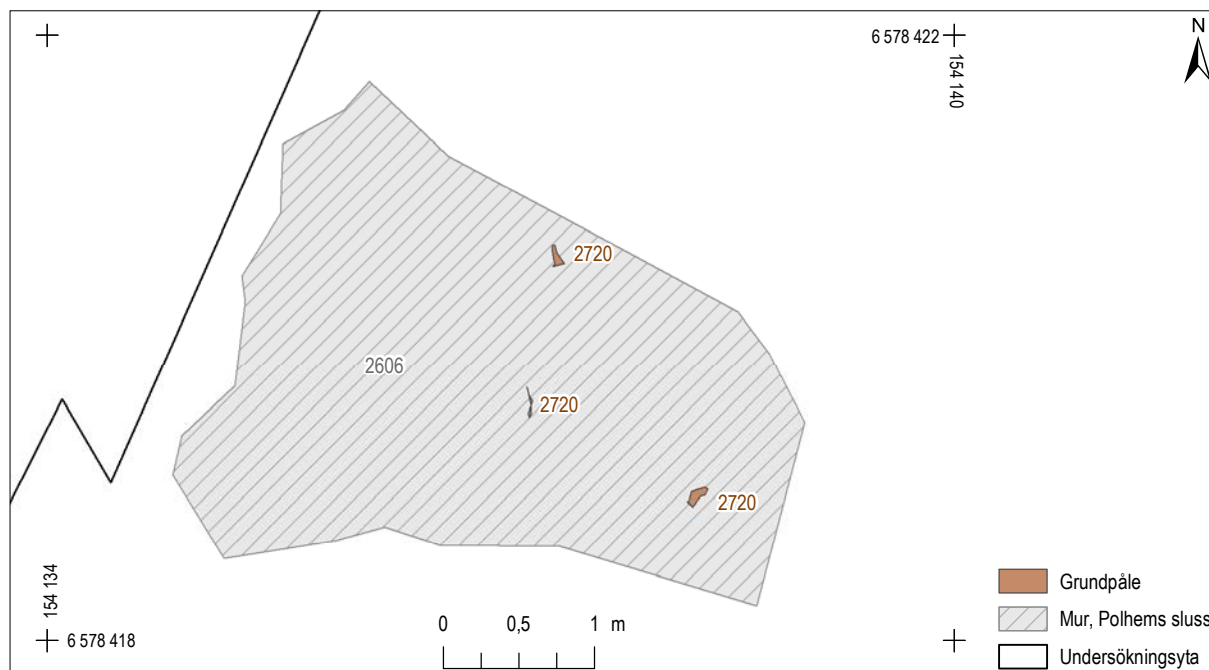 6 578 422
N
154 140
2720
2606
2720
2720
154 134
6 578 418
0 0,5 1 m
Grundpåle
Mur, Polhems sluss
Undersökningsyta